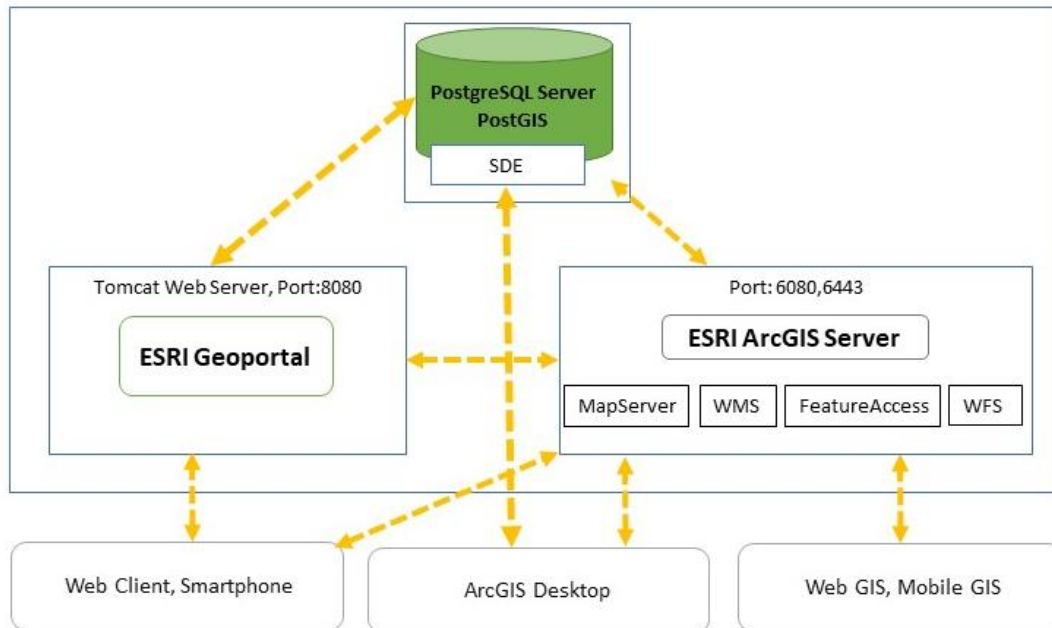 PostgreSQL Server
PostGIS
SDE
Tomcat Web Server, Port:8080
ESRI Geoportal
Port: 6080,6443
ESRI ArcGIS Server
MapServer
WMS
FeatureAccess
WFS
Web Client, Smartphone
ArcGIS Desktop
Web GIS, Mobile GIS